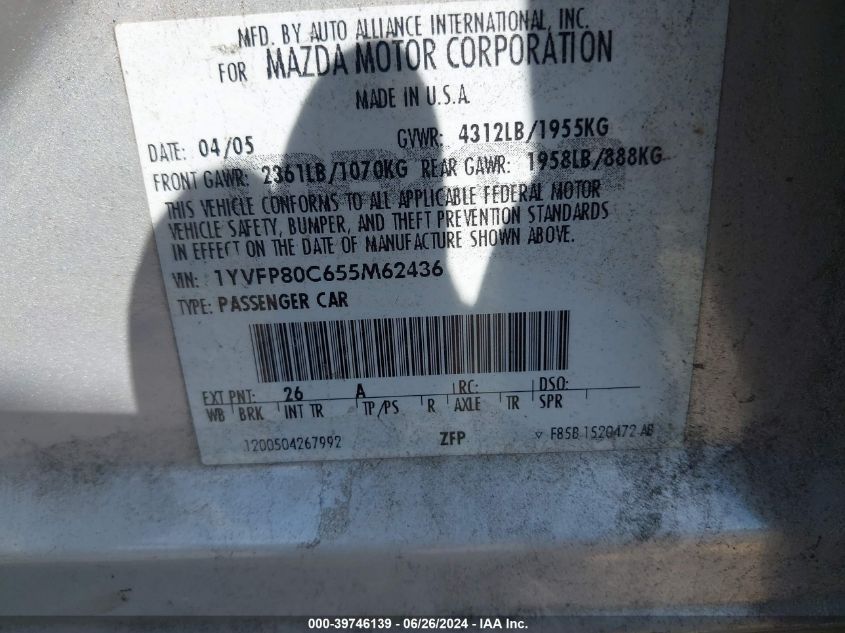 MFD. BY AUTO ALLIANCE INTERNATIONAL, INC.
FOR MAZDA MOTOR CORPORATION
MADE IN U.S.A.
DATE: 04/05 GVWR: 4312LB/1955KG
FRONT GAWR: 2361LB/1070KG REAR GAWR: 1958LB/888KG
THIS VEHICLE CONFORMS TO ALL APPLICABLE FEDERAL MOTOR
VEHICLE SAFETY, BUMPER, AND THEFT PREVENTION STANDARDS
IN EFFECT ON THE DATE OF MANUFACTURE SHOWN ABOVE.
VIN: 1YVFP80C655M62436
TYPE: PASSENGER CAR
EXT PNT: 26 A RC: DSO:
WB BRK INT TR TP/PS R AXLE TR SPR
1200504267992 ZFP ▽ F85B 1520472 AB
000-39746139 - 06/26/2024 - IAA Inc.